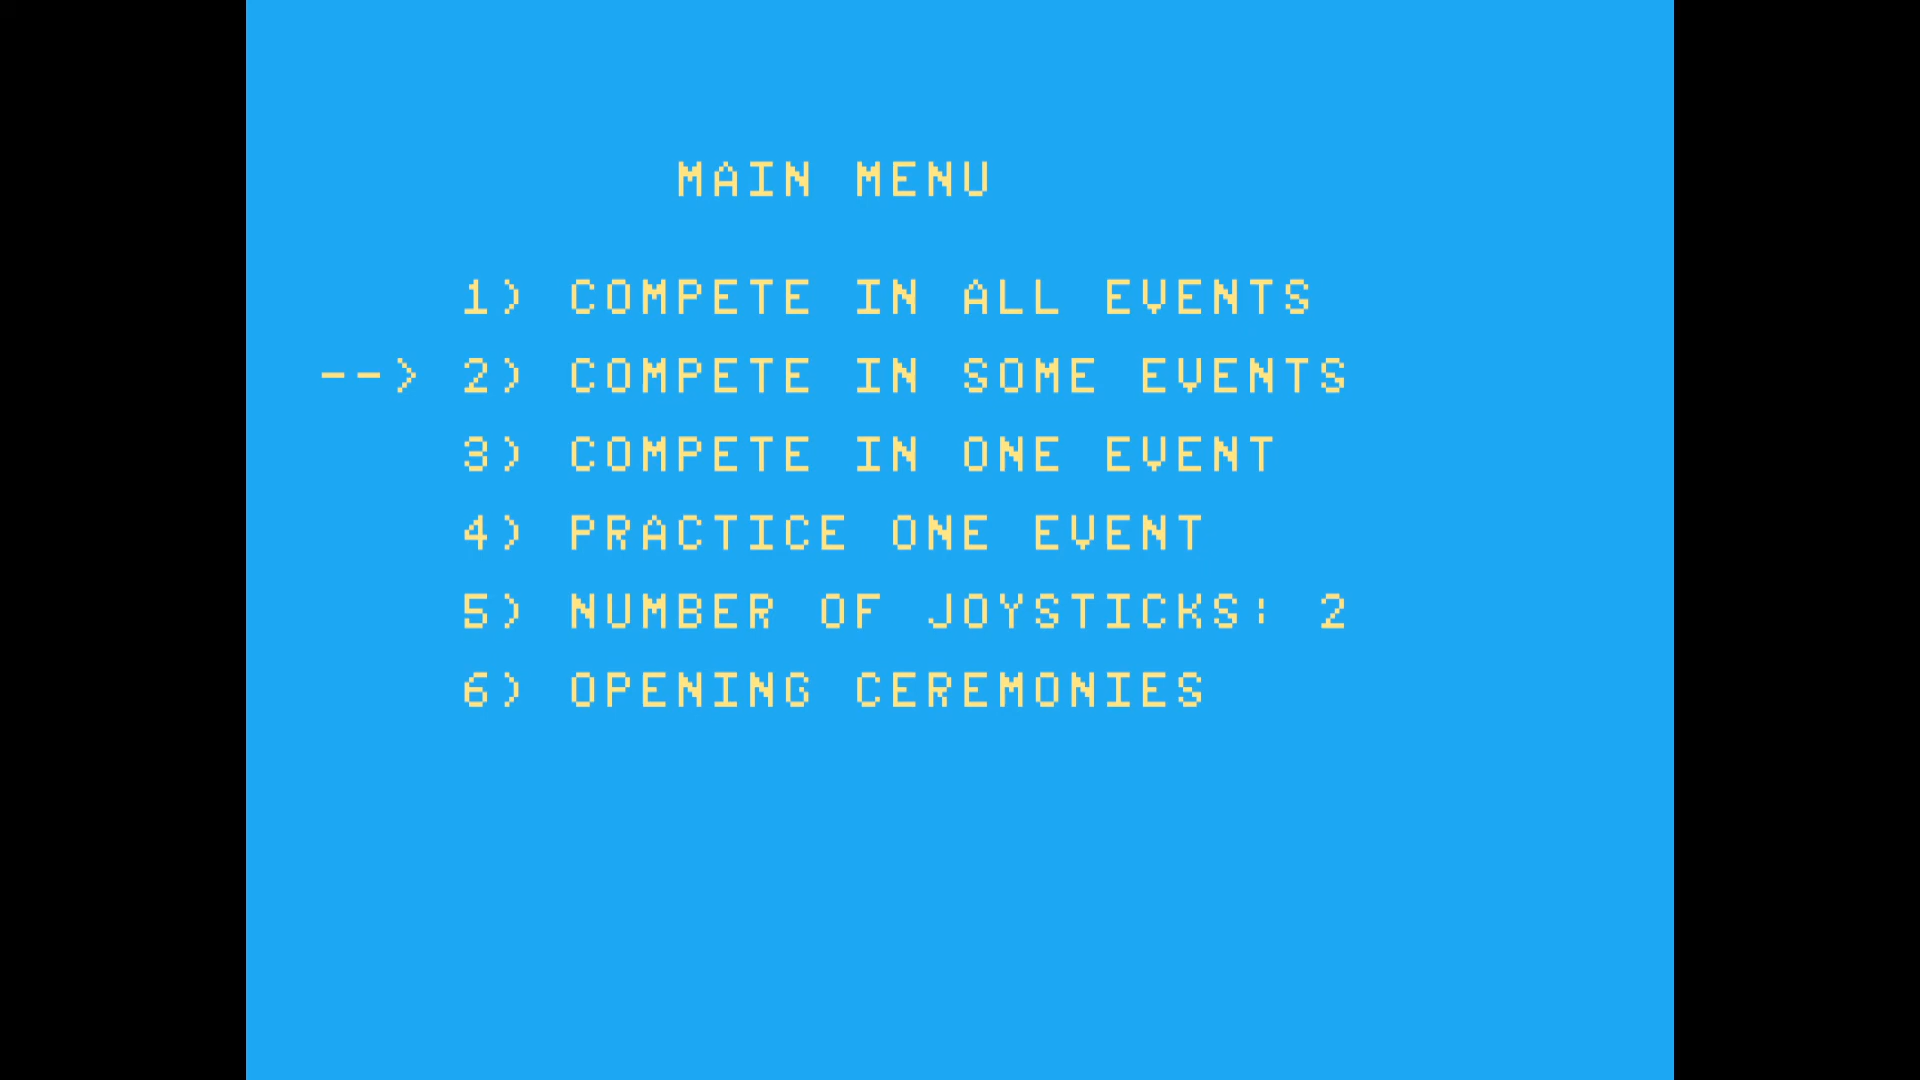 MAIN MENU
1) COMPETE IN ALL EVENTS
--> 2) COMPETE IN SOME EVENTS
3) COMPETE IN ONE EVENT
4) PRACTICE ONE EVENT
5) NUMBER OF JOYSTICKS: 2
6) OPENING CEREMONIES